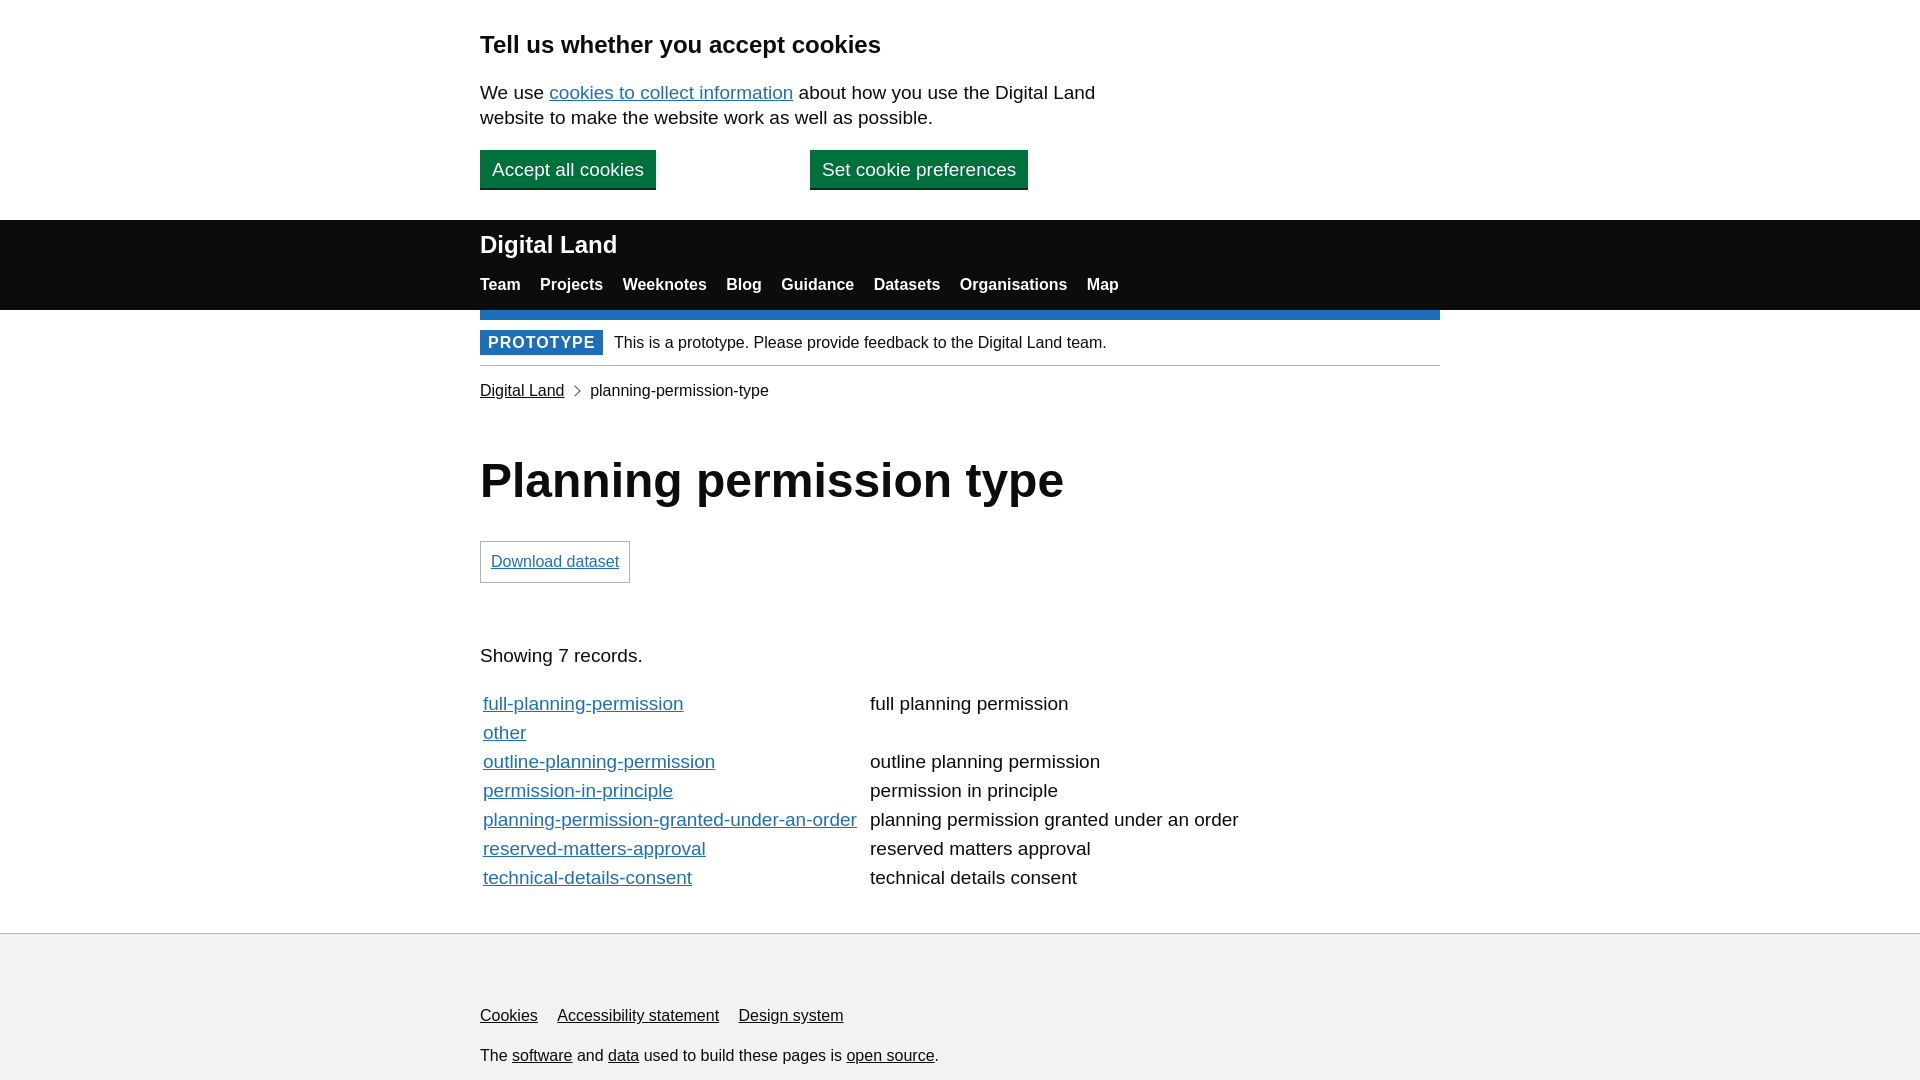 Tell us whether you accept cookies
We use cookies to collect information about how you use the Digital Land
website to make the website work as well as possible.
Accept all cookies Set cookie preferences
Digital Land
Team Projects Weeknotes Blog Guidance Datasets Organisations Map
PROTOTYPE This is a prototype. Please provide feedback to the Digital Land team.
Digital Land planning-permission-type
Planning permission type
Download dataset
Showing 7 records.
full-planning-permission full planning permission
other
outline-planning-permission outline planning permission
permission-in-principle permission in principle
planning-permission-granted-under-an-order planning permission granted under an order
reserved-matters-approval reserved matters approval
technical-details-consent technical details consent
Cookies Accessibility statement Design system
The software and data used to build these pages is open source.